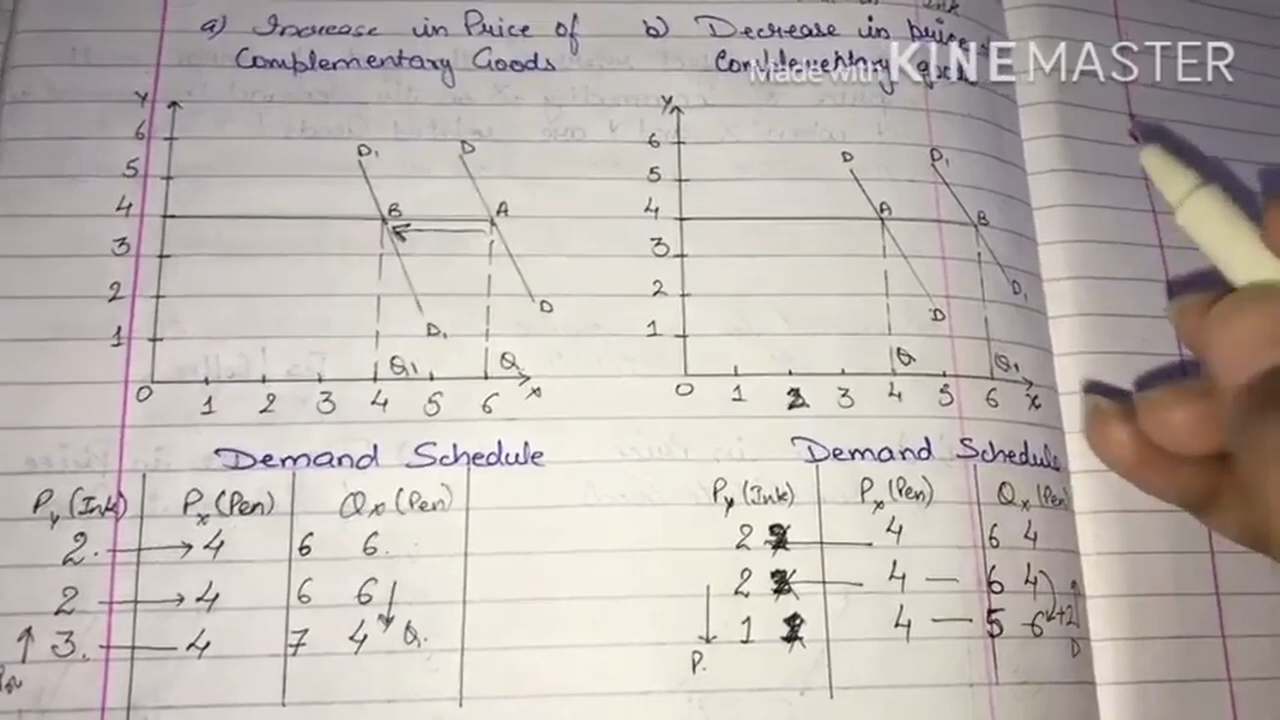 a) Increase in Price of
Complementary Goods
b) Decrease in price
Complementary goods
Made with KINEMASTER
Y
6
5
4
3
2
1
0 1 2 3 4 5 6 x
D1 D
B A
D1 D
Q1 Q
Y
6
5
4
3
2
1
0 1 2 3 4 5 6 x
D D1
A B
D D1
Q Q1
Demand Schedule
Py (Ink) Px (Pen) Qx (Pen)
2. → 4 6 6.
2 → 4 6 6 ↓
↑ 3. — 4 7 4 Q.
Demand Schedule
Py (Ink) Px (Pen) Qx (Pen
2 — 4 6 4
2 — 4 — 6 4
↓ 1 4 — 5 6 +2
P. D